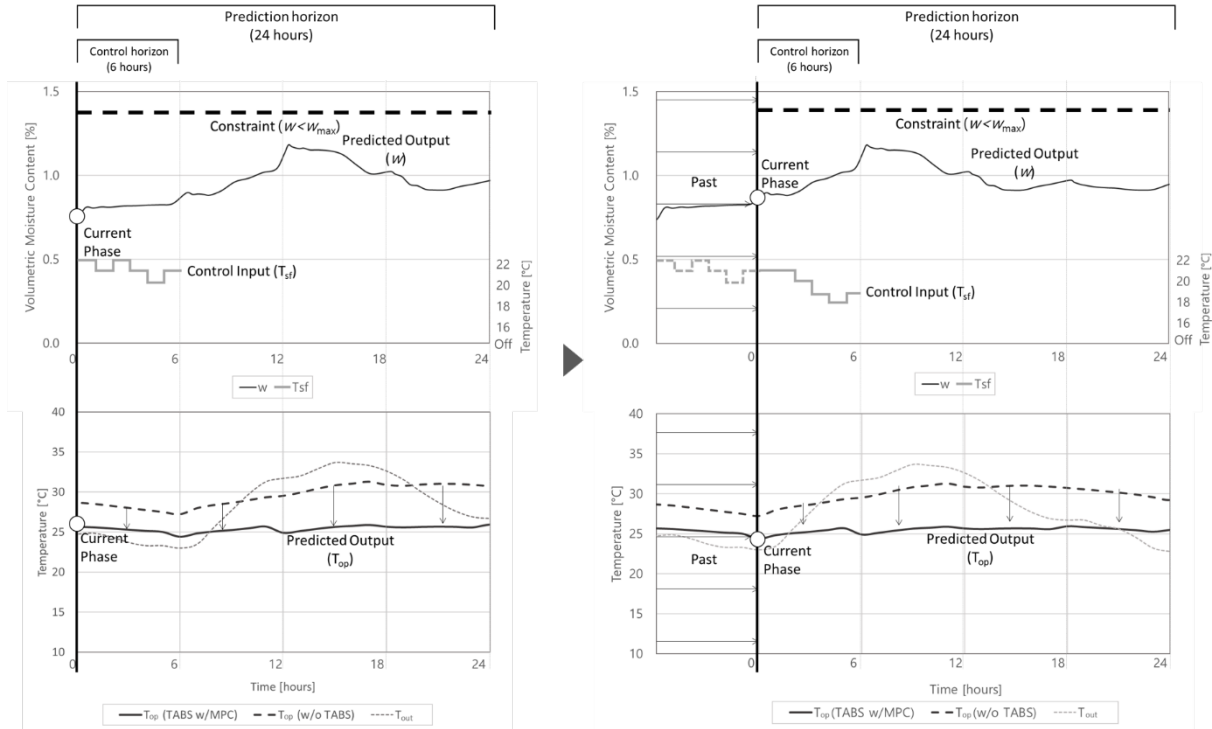 Prediction horizon
(24 hours)
Control horizon
(6 hours)
1.5
1.0
0.5
0.0
Volumetric Moisture Content [%]
Constraint (w<wmax)
Predicted Output
(w)
Current
Phase
Control Input (Tsf)
22
20
18
16
14
Off
Temperature [°C]
0
6
12
18
24
w
Tsf
40
35
30
25
20
15
10
Temperature [°C]
Current
Phase
Predicted Output
(Top)
0
6
12
18
24
Time [hours]
Top (TABS w/MPC)
Top (w/o TABS)
Tout
Prediction horizon
(24 hours)
Control horizon
(6 hours)
1.5
1.0
0.5
0.0
Volumetric Moisture Content [%]
Constraint (w<wmax)
Past
Current
Phase
Predicted Output
(w)
Control Input (Tsf)
22
20
18
16
14
Off
Temperature [°C]
0
6
12
18
24
w
Tsf
40
35
30
25
20
15
10
Temperature [°C]
Past
Current
Phase
Predicted Output
(Top)
0
6
12
18
24
Time [hours]
Top (TABS w/MPC)
Top (w/o TABS)
Tout